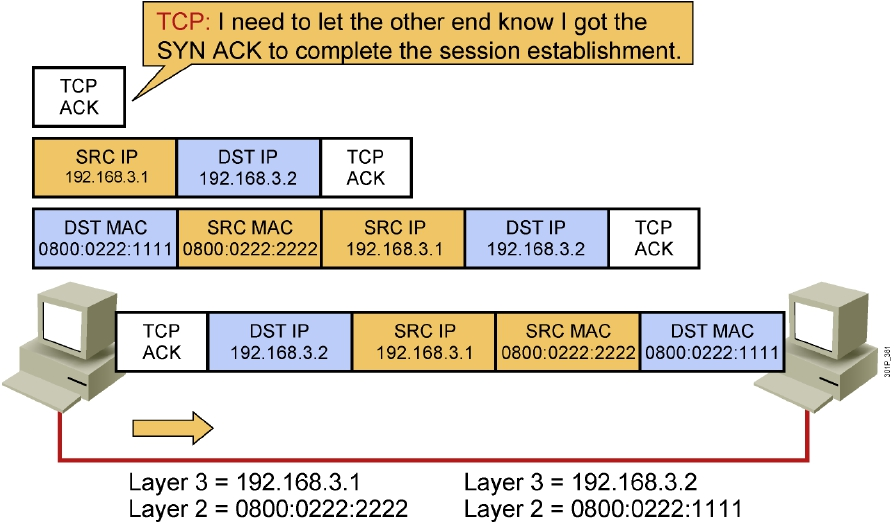 TCP: I need to let the other end know I got the
SYN ACK to complete the session establishment.
TCP
ACK
SRC IP
192.168.3.1
DST IP
192.168.3.2
TCP
ACK
DST MAC
0800:0222:1111
SRC MAC
0800:0222:2222
SRC IP
192.168.3.1
DST IP
192.168.3.2
TCP
ACK
TCP
ACK
DST IP
192.168.3.2
SRC IP
192.168.3.1
SRC MAC
0800:0222:2222
DST MAC
0800:0222:1111
301P_381
Layer 3 = 192.168.3.1
Layer 2 = 0800:0222:2222
Layer 3 = 192.168.3.2
Layer 2 = 0800:0222:1111